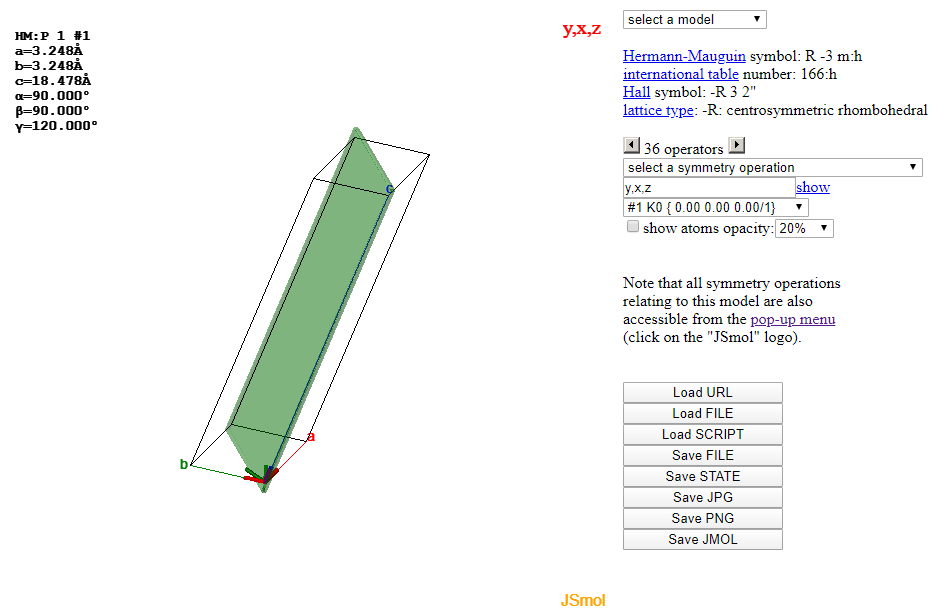 HM:P 1 #1
a=3.248Å
b=3.248Å
c=18.478Å
α=90.000°
β=90.000°
γ=120.000°
c
a
b
y,x,z
JSmol
select a model
Hermann-Mauguin symbol: R -3 m:h
international table number: 166:h
Hall symbol: -R 3 2"
lattice type: -R: centrosymmetric rhombohedral
36 operators
select a symmetry operation
y,x,z show
#1 K0 { 0.00 0.00 0.00/1}
show atoms opacity: 20%
Note that all symmetry operations
relating to this model are also
accessible from the pop-up menu
(click on the "JSmol" logo).
Load URL
Load FILE
Load SCRIPT
Save FILE
Save STATE
Save JPG
Save PNG
Save JMOL